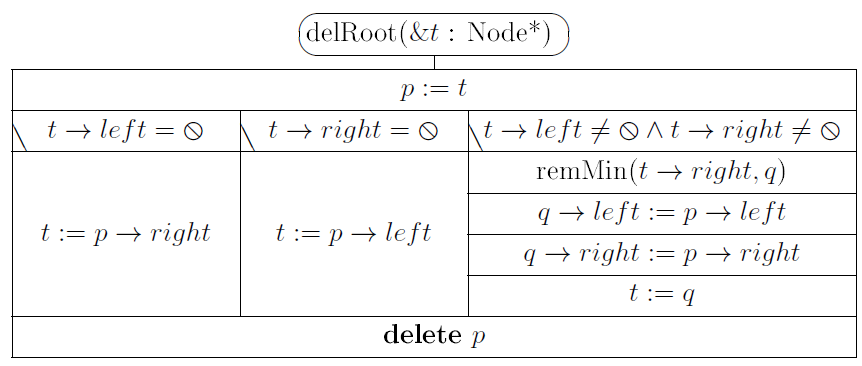 delRoot(&t : Node*)
p := t
t → left = ⦸ t → right = ⦸ t → left ≠ ⦸ ∧ t → right ≠ ⦸
t := p → right t := p → left
remMin(t → right, q)
q → left := p → left
q → right := p → right
t := q
delete p